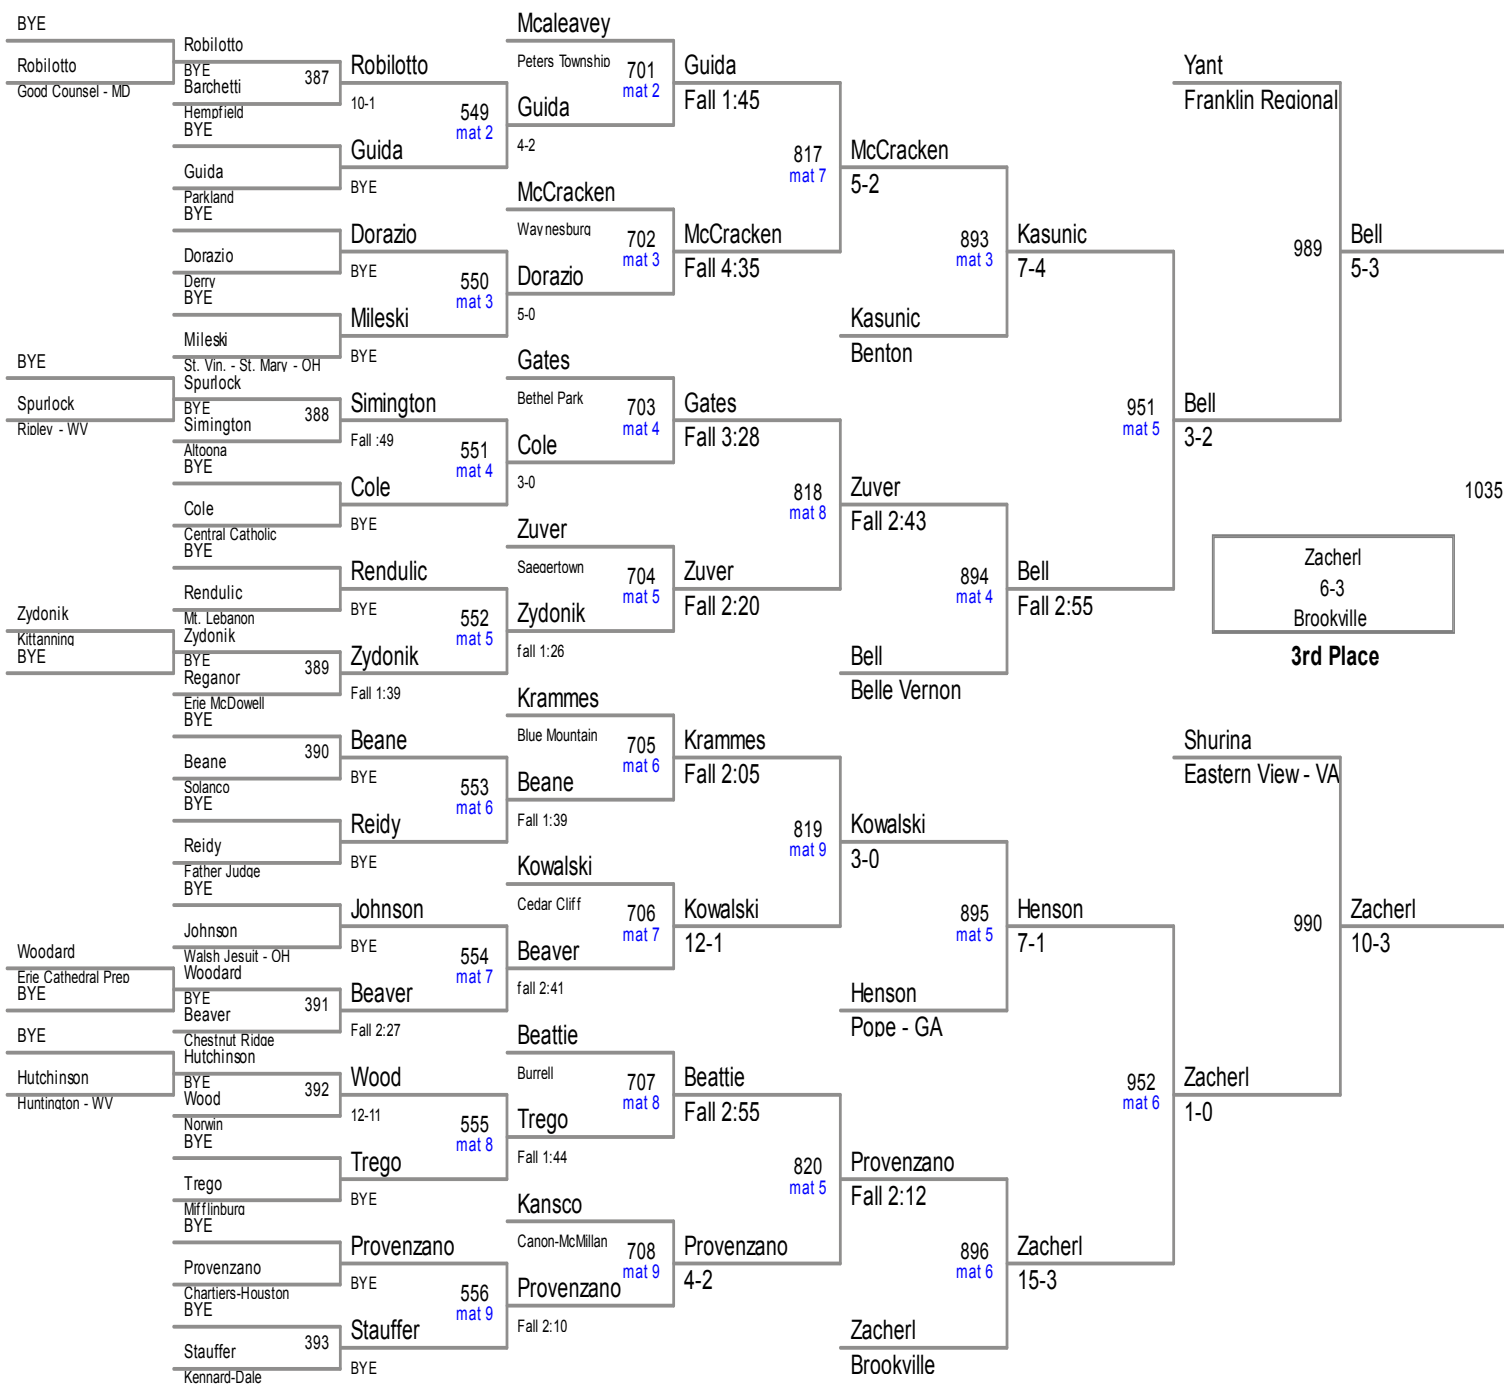 BYE
Robilotto
Good Counsel - MD
BYE
Spurlock
Ripley - WV
Zydonik
Kittanning
BYE
Woodard
Erie Cathedral Prep
BYE
BYE
Hutchinson
Huntington - WV
Robilotto
BYE
387
Barchetti
Hempfield
BYE
Guida
Parkland
BYE
Dorazio
Derry
BYE
Mileski
St. Vin. - St. Mary - OH
Spurlock
BYE
388
Simington
Altoona
BYE
Cole
Central Catholic
BYE
Rendulic
Mt. Lebanon
Zydonik
BYE
389
Reganor
Erie McDowell
BYE
390
Beane
Solanco
BYE
Reidy
Father Judge
BYE
Johnson
Walsh Jesuit - OH
Woodard
BYE
391
Beaver
Chestnut Ridge
Hutchinson
BYE
392
Wood
Norwin
BYE
Trego
Mifflinburg
BYE
Provenzano
Chartiers-Houston
BYE
393
Stauffer
Kennard-Dale
Robilotto
10-1
549
mat 2
Guida
BYE
Dorazio
BYE
550
mat 3
Mileski
BYE
Simington
Fall :49
551
mat 4
Cole
BYE
Rendulic
BYE
552
mat 5
Zydonik
Fall 1:39
Beane
BYE
553
mat 6
Reidy
BYE
Johnson
BYE
554
mat 7
Beaver
Fall 2:27
Wood
12-11
555
mat 8
Trego
BYE
Provenzano
BYE
556
mat 9
Stauffer
BYE
Mcaleavey
Peters Township
701
mat 2
Guida
4-2
McCracken
Waynesburg
702
mat 3
Dorazio
5-0
Gates
Bethel Park
703
mat 4
Cole
3-0
Zuver
Saegertown
704
mat 5
Zydonik
fall 1:26
Krammes
Blue Mountain
705
mat 6
Beane
Fall 1:39
Kowalski
Cedar Cliff
706
mat 7
Beaver
fall 2:41
Beattie
Burrell
707
mat 8
Trego
Fall 1:44
Kansco
Canon-McMillan
708
mat 9
Provenzano
Fall 2:10
Guida
Fall 1:45
817
mat 7
McCracken
Fall 4:35
Gates
Fall 3:28
818
mat 8
Zuver
Fall 2:20
Krammes
Fall 2:05
819
mat 9
Kowalski
12-1
Beattie
Fall 2:55
820
mat 5
Provenzano
4-2
McCracken
5-2
893
mat 3
Kasunic
Benton
Zuver
Fall 2:43
894
mat 4
Bell
Belle Vernon
Kowalski
3-0
895
mat 5
Henson
Pope - GA
Provenzano
Fall 2:12
896
mat 6
Zacherl
Brookville
Kasunic
7-4
951
mat 5
Bell
Fall 2:55
Henson
7-1
952
mat 6
Zacherl
15-3
Yant
Franklin Regional
989
Bell
3-2
Shurina
Eastern View - VA
990
Zacherl
1-0
Bell
5-3
1035
Zacherl
10-3
Zacherl
6-3
Brookville
3rd Place